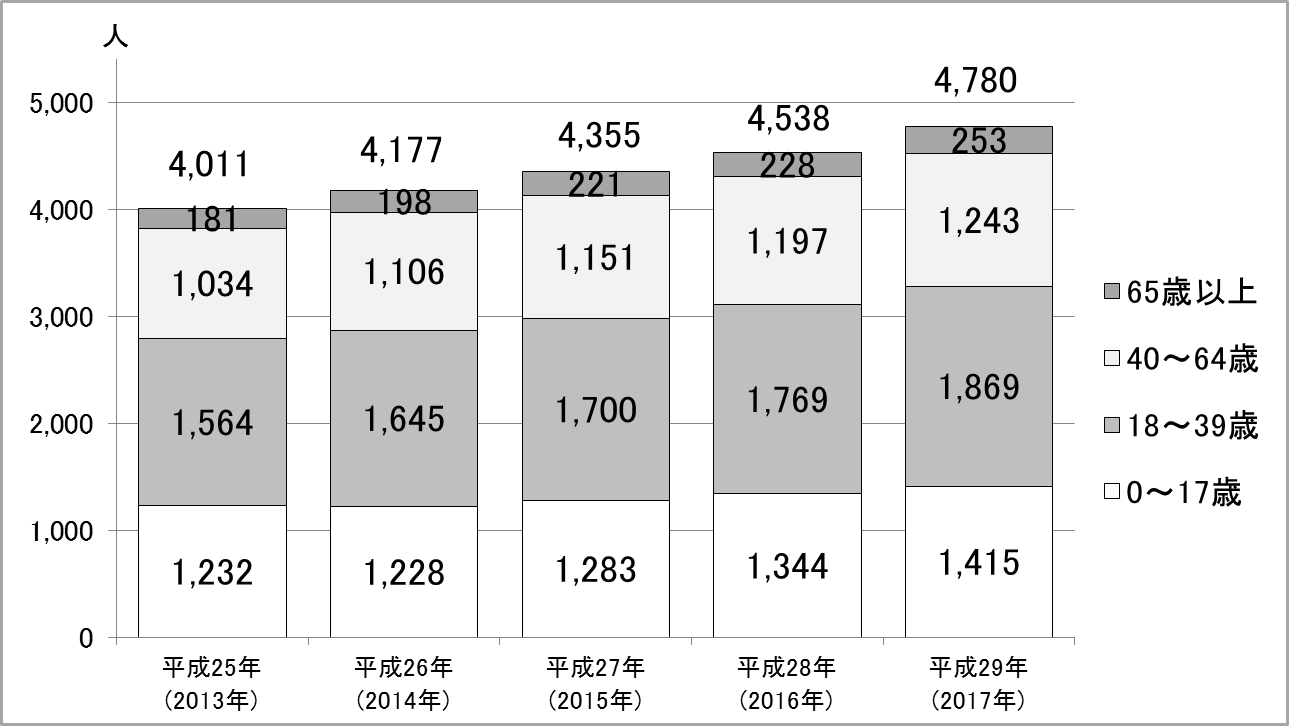 人
5,000
4,000
3,000
2,000
1,000
0
4,011
181
1,034
1,564
1,232
4,177
198
1,106
1,645
1,228
4,355
221
1,151
1,700
1,283
4,538
228
1,197
1,769
1,344
4,780
253
1,243
1,869
1,415
平成25年
(2013年)
平成26年
(2014年)
平成27年
(2015年)
平成28年
(2016年)
平成29年
(2017年)
65歳以上
40～64歳
18～39歳
0～17歳